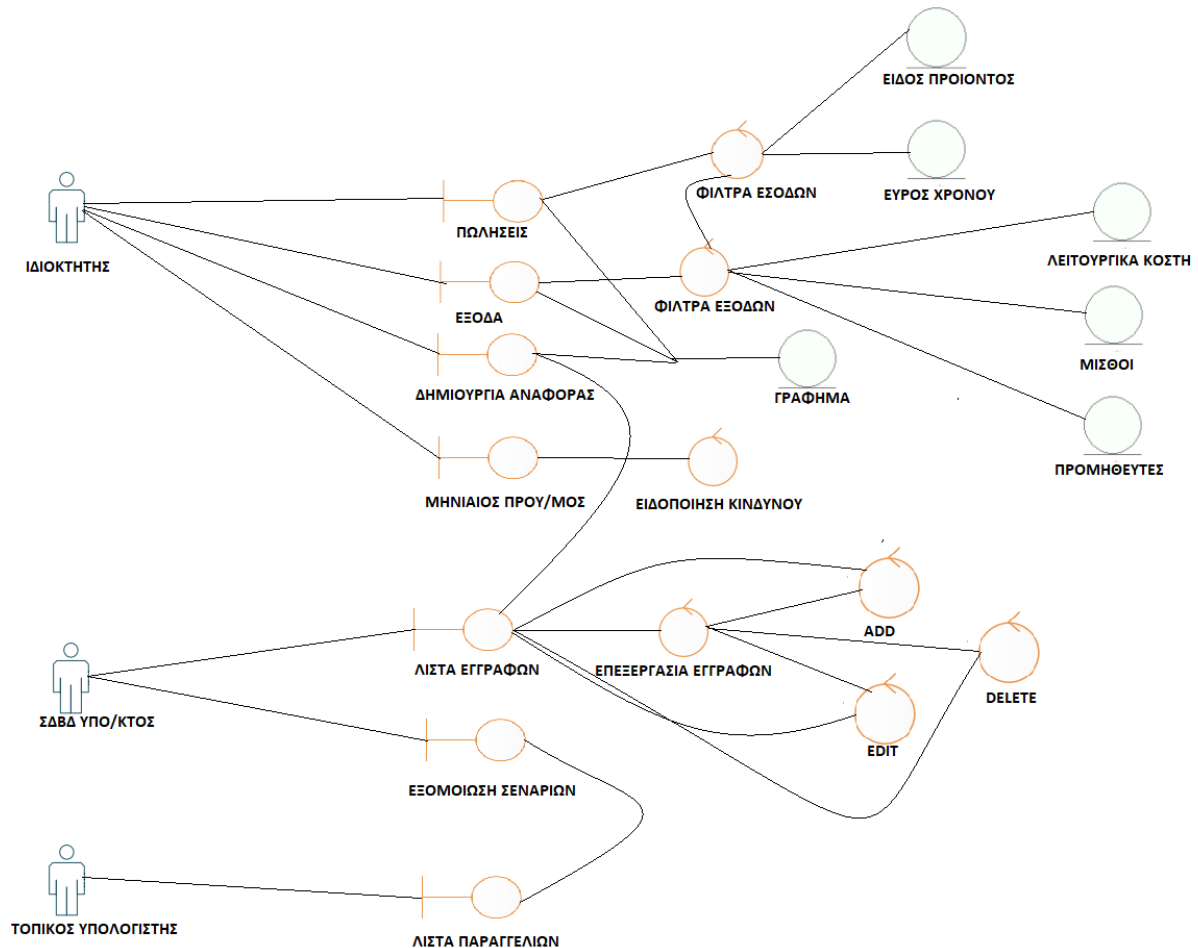 ΕΙΔΟΣ ΠΡΟΙΟΝΤΟΣ
ΦΙΛΤΡΑ ΕΣΟΔΩΝ
ΕΥΡΟΣ ΧΡΟΝΟΥ
ΙΔΙΟΚΤΗΤΗΣ
ΠΩΛΗΣΕΙΣ
ΛΕΙΤΟΥΡΓΙΚΑ ΚΟΣΤΗ
ΕΞΟΔΑ
ΦΙΛΤΡΑ ΕΞΟΔΩΝ
ΜΙΣΘΟΙ
ΔΗΜΙΟΥΡΓΙΑ ΑΝΑΦΟΡΑΣ
ΓΡΑΦΗΜΑ
ΠΡΟΜΗΘΕΥΤΕΣ
ΜΗΝΙΑΙΟΣ ΠΡΟΥ/ΜΟΣ
ΕΙΔΟΠΟΙΗΣΗ ΚΙΝΔΥΝΟΥ
ADD
ΛΙΣΤΑ ΕΓΓΡΑΦΩΝ
ΕΠΕΞΕΡΓΑΣΙΑ ΕΓΓΡΑΦΩΝ
DELETE
ΣΔΒΔ ΥΠΟ/ΚΤΟΣ
EDIT
ΕΞΟΜΟΙΩΣΗ ΣΕΝΑΡΙΩΝ
ΤΟΠΙΚΟΣ ΥΠΟΛΟΓΙΣΤΗΣ
ΛΙΣΤΑ ΠΑΡΑΓΓΕΛΙΩΝ